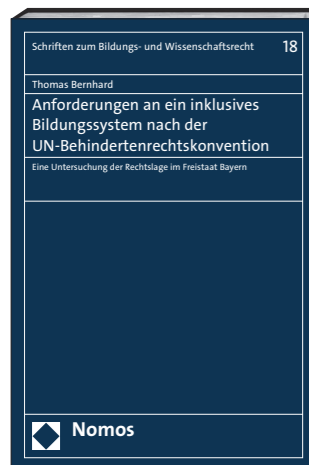 Schriften zum Bildungs- und Wissenschaftsrecht 18
Thomas Bernhard
Anforderungen an ein inklusives
Bildungssystem nach der
UN-Behindertenrechtskonvention
Eine Untersuchung der Rechtslage im Freistaat Bayern
Nomos